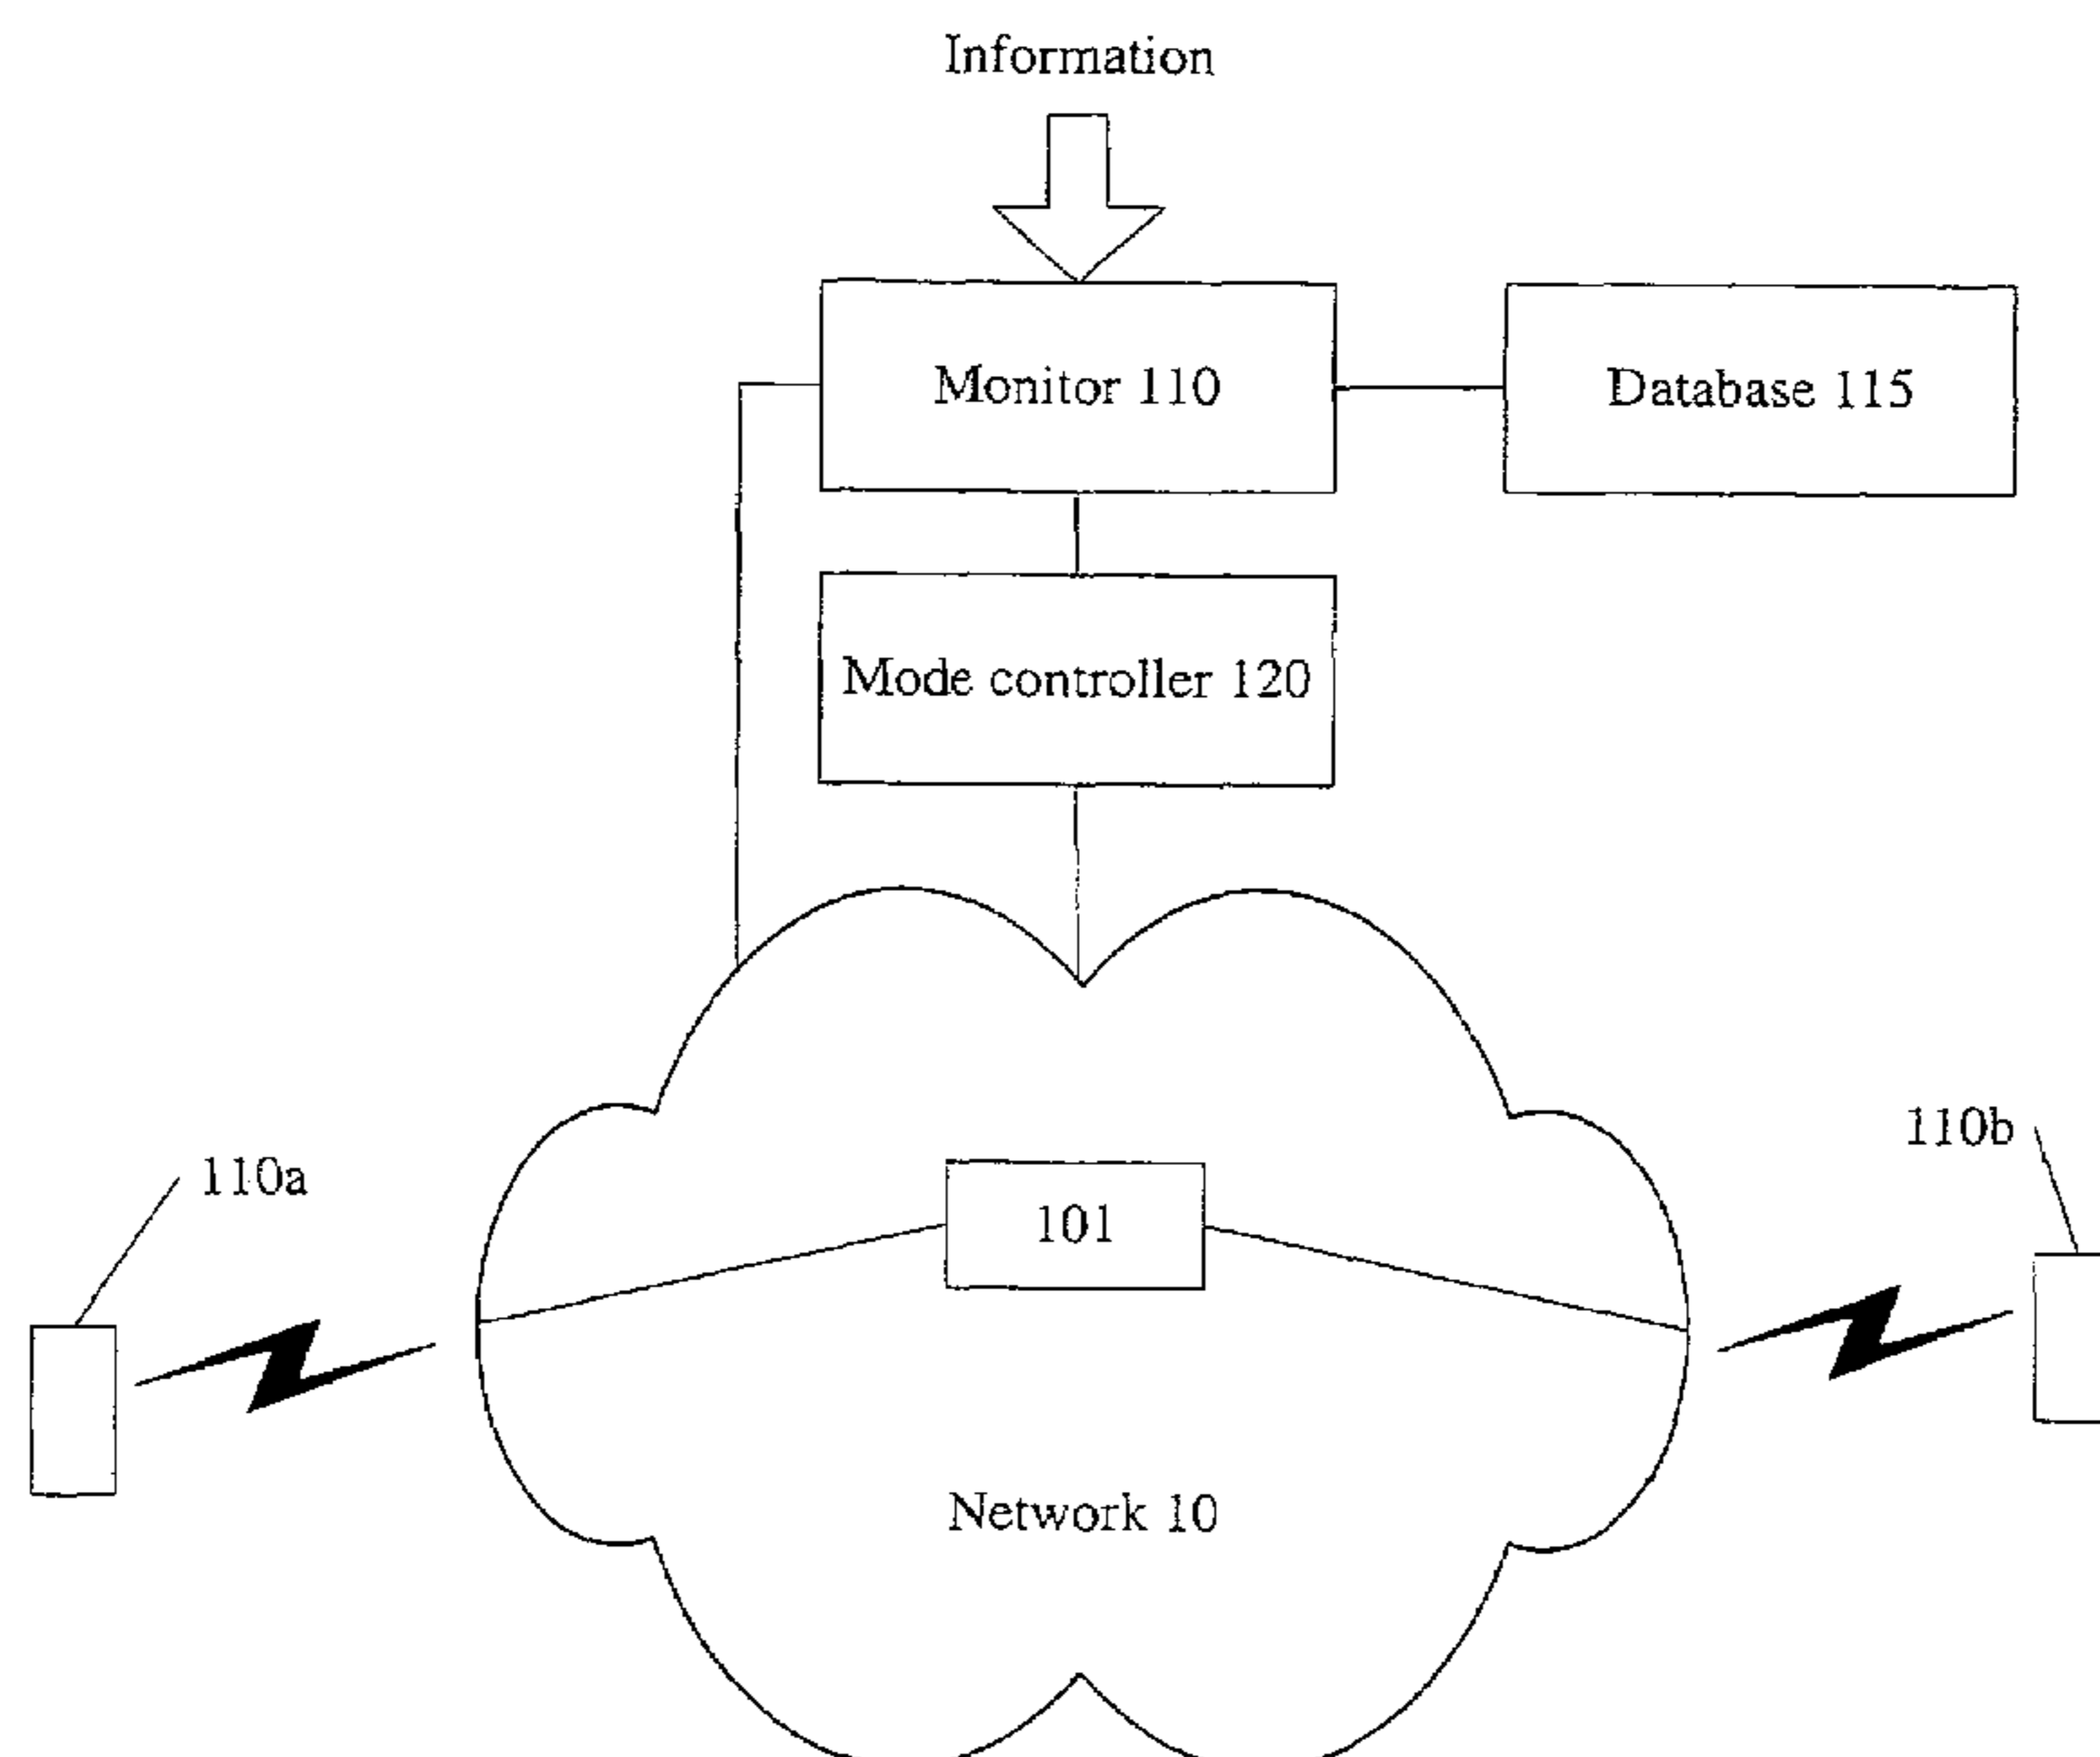 Information
Monitor 110
Database 115
Mode controller 120
110b
110a
101
Network 10